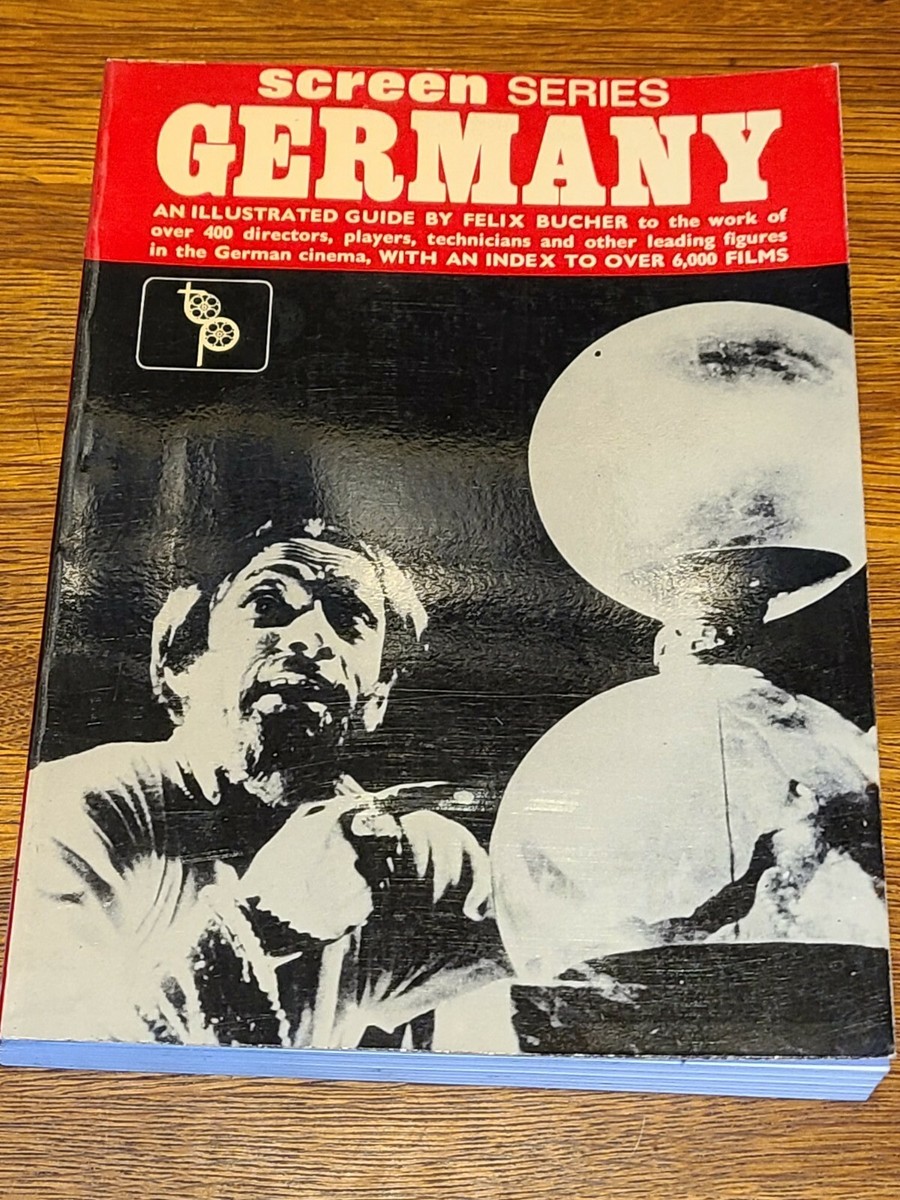 screen SERIES
GERMANY
AN ILLUSTRATED GUIDE BY FELIX BUCHER to the work of
over 400 directors, players, technicians and other leading figures
in the German cinema, WITH AN INDEX TO OVER 6,000 FILMS
tp